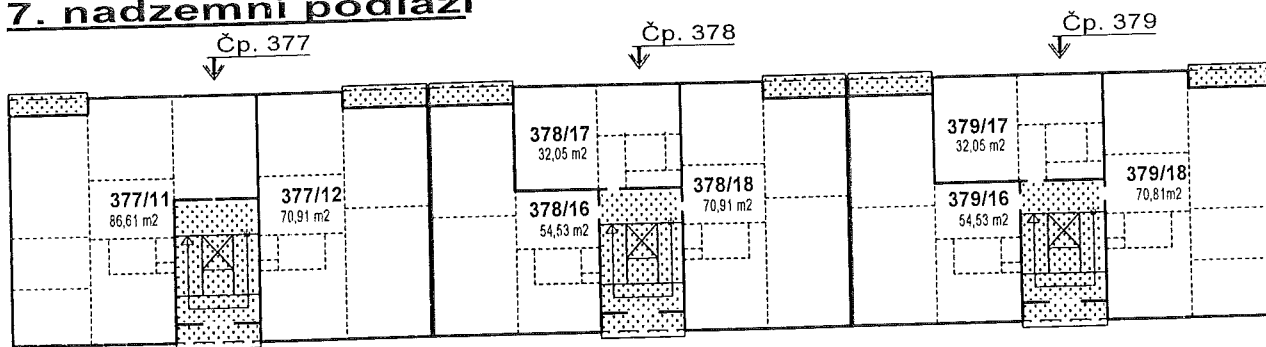 7. nadzemní podlaží
Čp. 377
Čp. 378
Čp. 379
377/11
86,61 m2
377/12
70,91 m2
378/17
32,05 m2
378/16
54,53 m2
378/18
70,91 m2
379/17
32,05 m2
379/16
54,53 m2
379/18
70,81m2